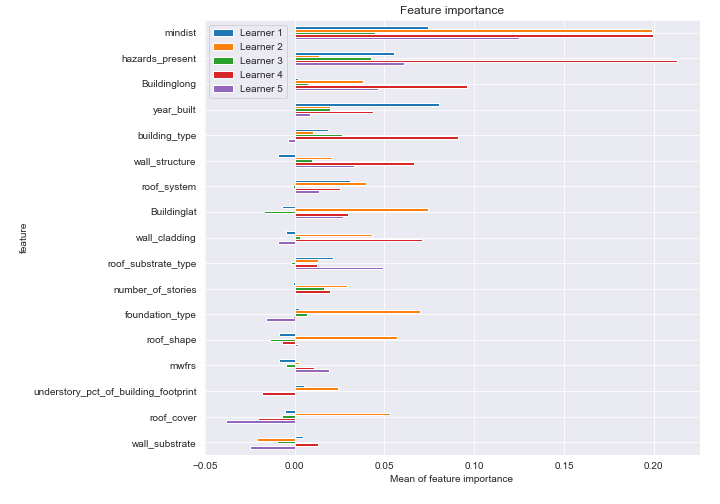 Feature importance
mindist
hazards_present
Buildinglong
year_built
building_type
wall_structure
roof_system
Buildinglat
wall_cladding
roof_substrate_type
number_of_stories
foundation_type
roof_shape
mwfrs
understory_pct_of_building_footprint
roof_cover
wall_substrate
feature
Learner 1
Learner 2
Learner 3
Learner 4
Learner 5
−0.05 0.00 0.05 0.10 0.15 0.20
Mean of feature importance